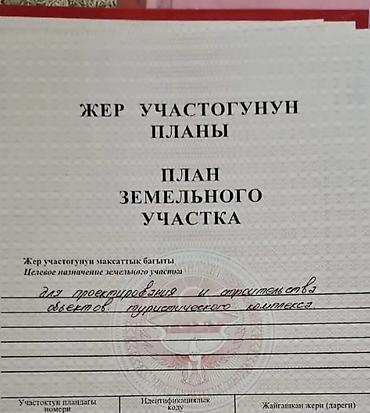 ЖЕР УЧАСТОГУНУН
ПЛАНЫ
ПЛАН
ЗЕМЕЛЬНОГО
УЧАСТКА
Жер участогунун максаттык багыты
Целевое назначение земельного участка
для проектирования и строительства
объектов туристического комплекса
Участоктун пландагы номери
Идентификациялык коду
Жайгашкан жери (дареги)